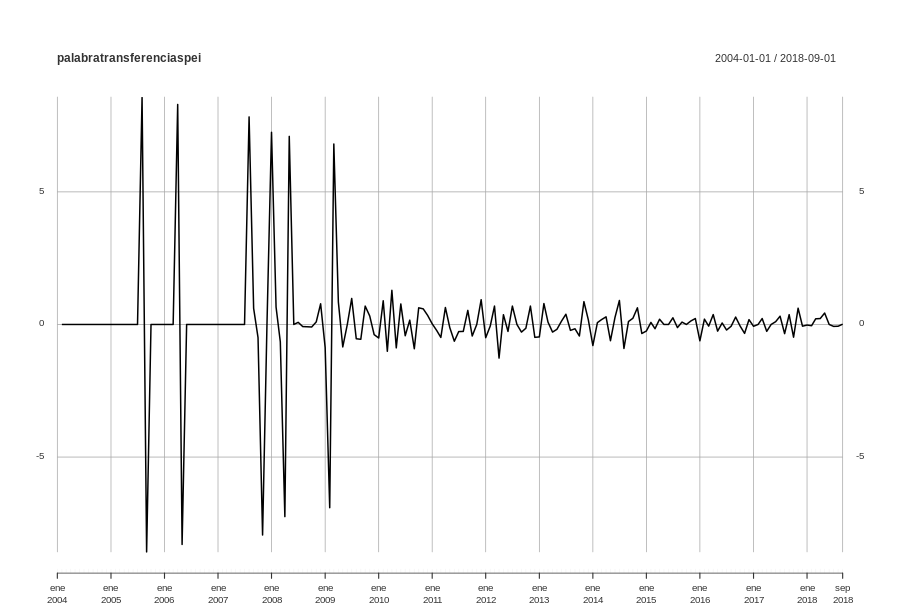 palabratransferenciaspei 2004-01-01 / 2018-09-01
5 5
0 0
-5 -5
ene ene ene ene ene ene ene ene ene ene ene ene ene ene ene sep
2004 2005 2006 2007 2008 2009 2010 2011 2012 2013 2014 2015 2016 2017 2018 2018